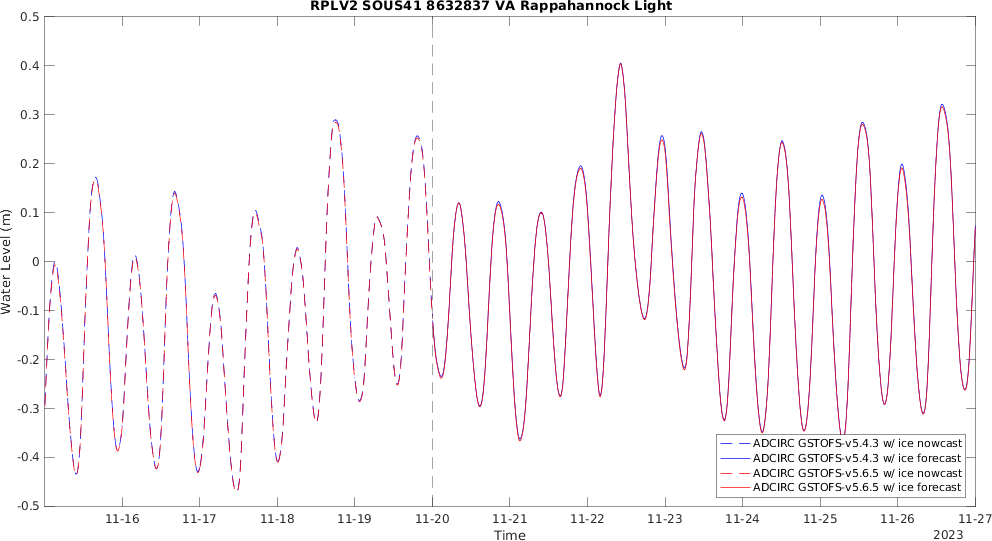 RPLV2 SOUS41 8632837 VA Rappahannock Light
0.5
0.4
0.3
0.2
0.1
0
-0.1
-0.2
-0.3
-0.4
-0.5
Water Level (m)
ADCIRC GSTOFS-v5.4.3 w/ ice nowcast
ADCIRC GSTOFS-v5.4.3 w/ ice forecast
ADCIRC GSTOFS-v5.6.5 w/ ice nowcast
ADCIRC GSTOFS-v5.6.5 w/ ice forecast
11-16 11-17 11-18 11-19 11-20 11-21 11-22 11-23 11-24 11-25 11-26 11-27
Time
2023